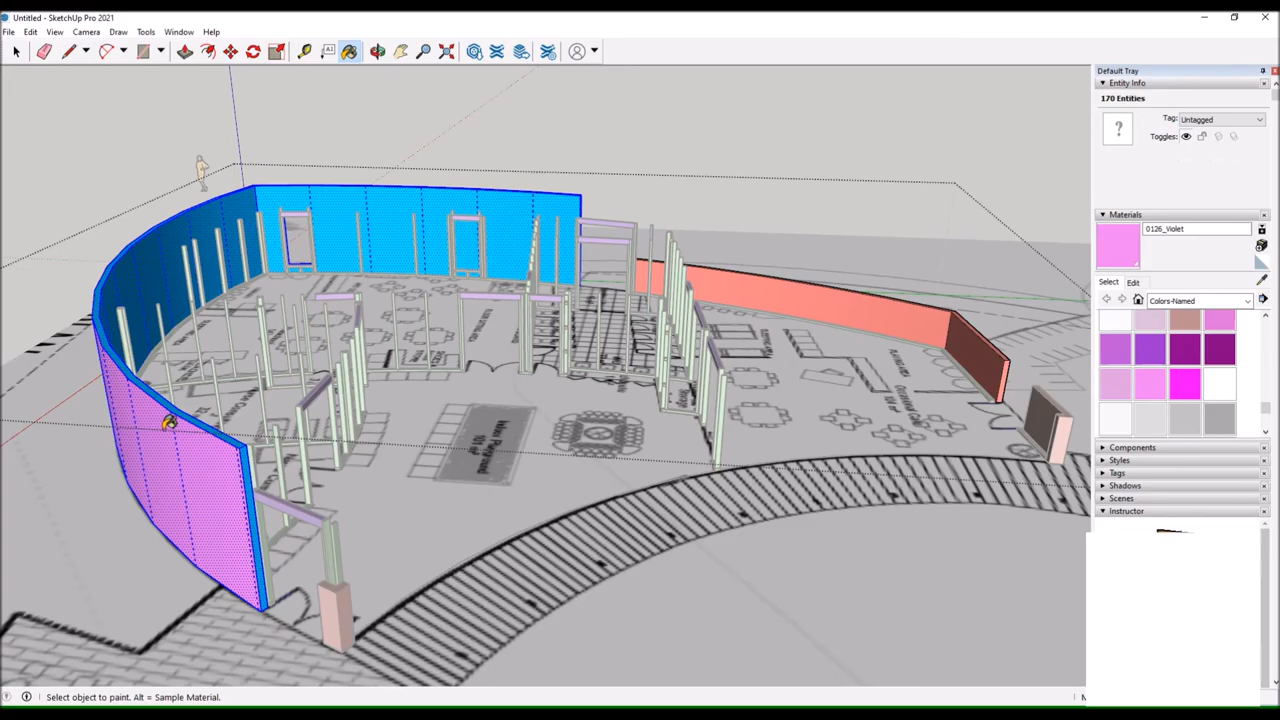 Untitled - SketchUp Pro 2021
File Edit View Camera Draw Tools Window Help
Default Tray
Entity Info
170 Entities
Tag: Untagged
Toggles:
?
Materials
0126_Violet
Select Edit
Colors-Named
Components
Styles
Tags
Shadows
Scenes
Instructor
Select object to paint. Alt = Sample Material.